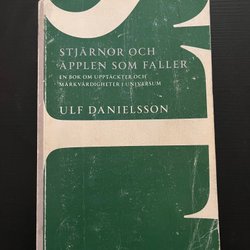 STJÄRNOR OCH
ÄPPLEN SOM FALLER
EN BOK OM UPPTÄCKTER OCH
MÄRKVÄRDIGHETER I UNIVERSUM
ULF DANIELSSON